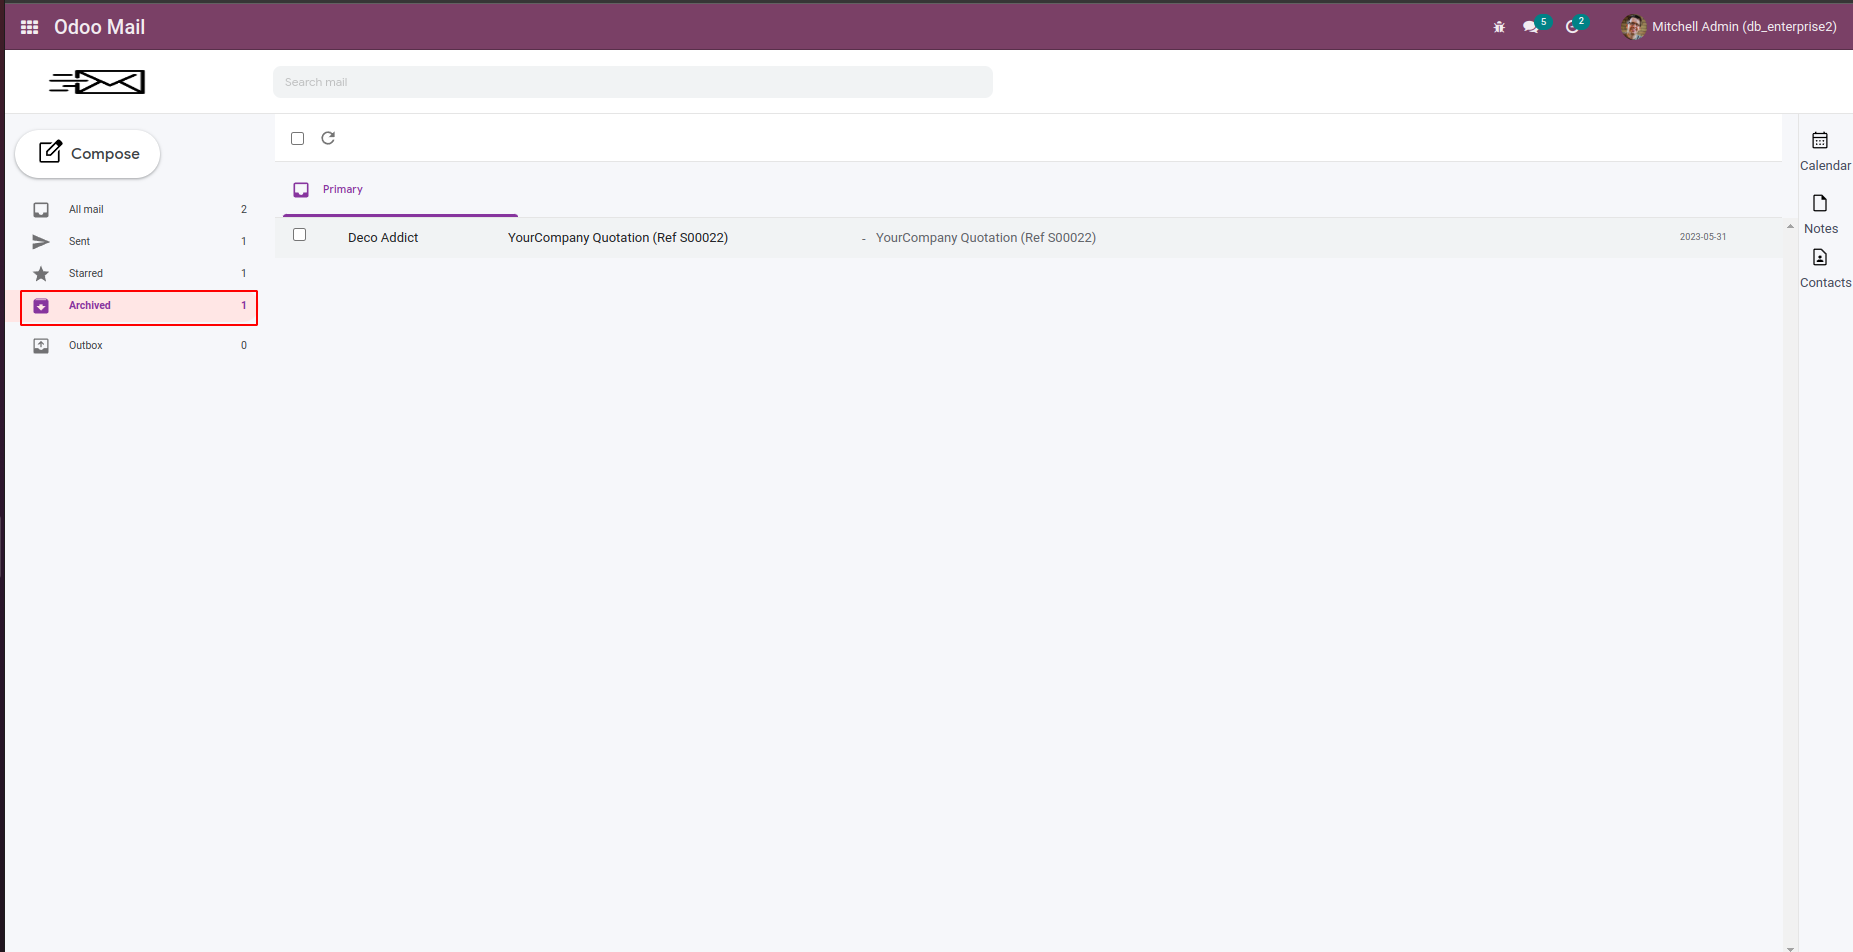 Odoo Mail
5
2
Mitchell Admin (db_enterprise2)
Search mail
Compose
All mail 2
Sent 1
Starred 1
Archived 1
Outbox 0
Primary
Deco Addict YourCompany Quotation (Ref S00022) - YourCompany Quotation (Ref S00022) 2023-05-31
Calendar
Notes
Contacts